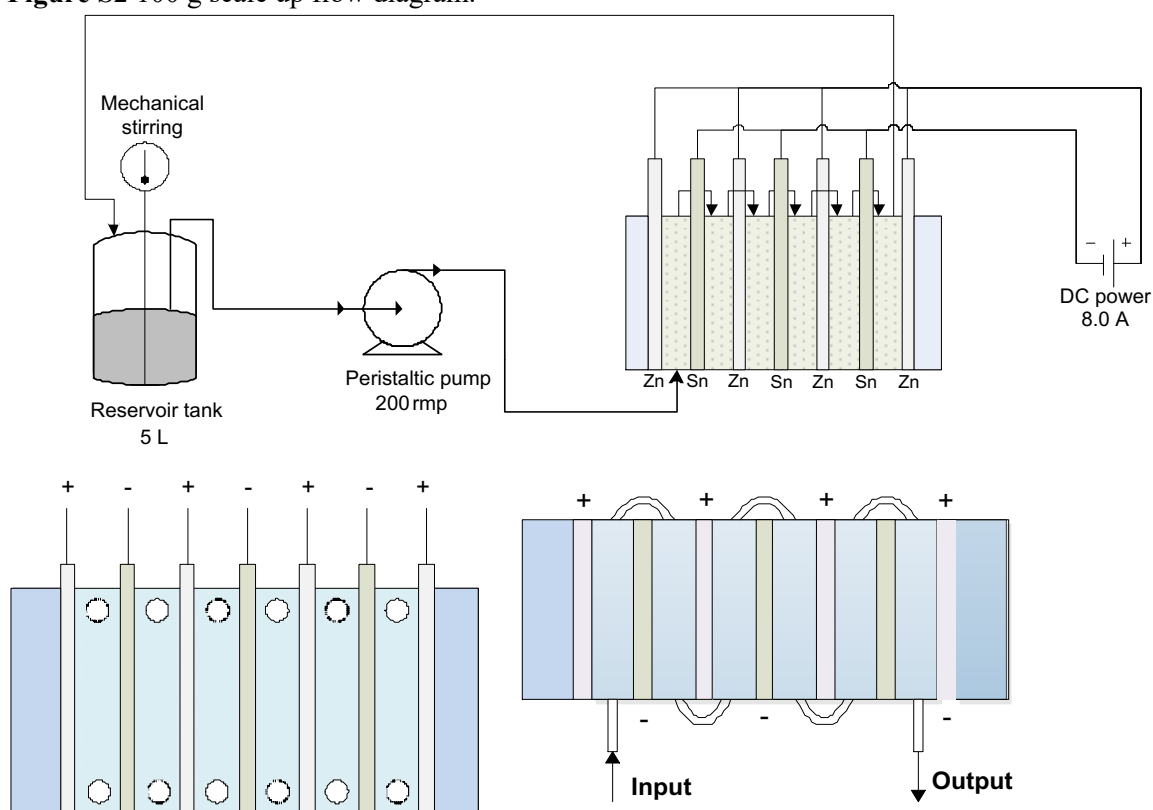 Figure S2 100 g scale up flow diagram.
Mechanical
stirring
Reservoir tank
5 L
Peristaltic pump
200 rmp
Zn Sn Zn Sn Zn Sn Zn
- +
DC power
8.0 A
+ - + - + - +
+ + + +
- - -
Input
Output